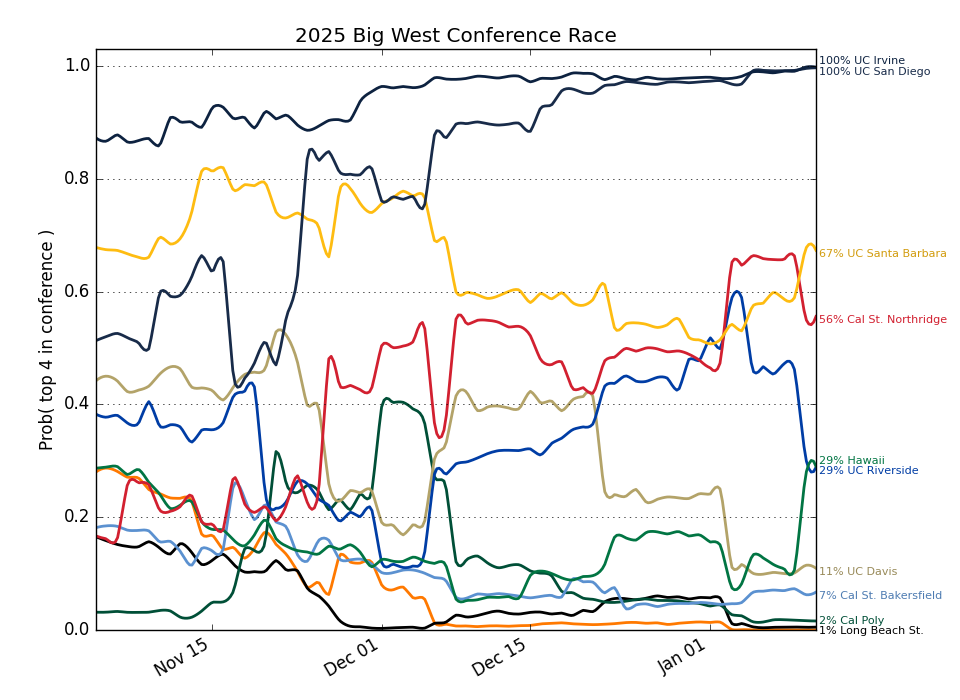 2025 Big West Conference Race
Prob( top 4 in conference )
1.0
0.8
0.6
0.4
0.2
0.0
Nov 15
Dec 01
Dec 15
Jan 01
100% UC Irvine
100% UC San Diego
67% UC Santa Barbara
56% Cal St. Northridge
29% Hawaii
29% UC Riverside
11% UC Davis
7% Cal St. Bakersfield
2% Cal Poly
1% Long Beach St.